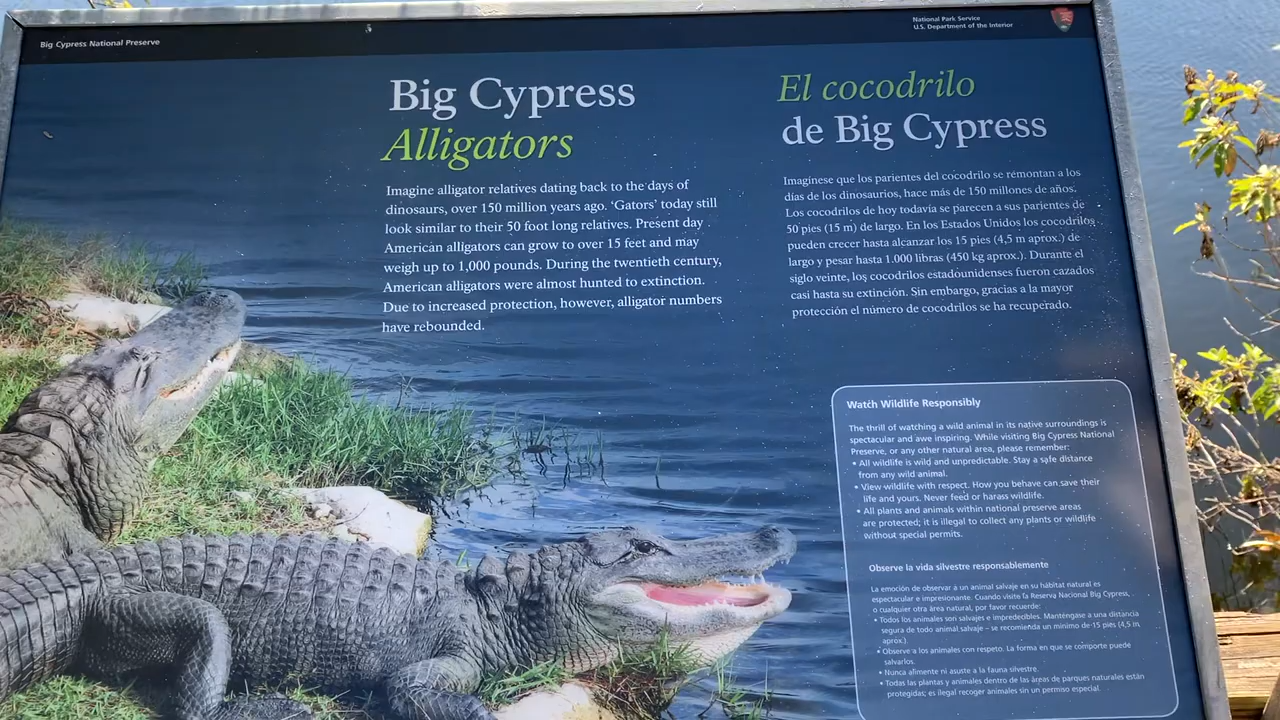 Big Cypress National Preserve
National Park Service
U.S. Department of the Interior
Big Cypress
Alligators
Imagine alligator relatives dating back to the days of
dinosaurs, over 150 million years ago. ‘Gators’ today still
look similar to their 50 foot long relatives. Present day
American alligators can grow to over 15 feet and may
weigh up to 1,000 pounds. During the twentieth century,
American alligators were almost hunted to extinction.
Due to increased protection, however, alligator numbers
have rebounded.
El cocodrilo
de Big Cypress
Imagínese que los parientes del cocodrilo se remontan a los
días de los dinosaurios, hace más de 150 millones de años.
Los cocodrilos de hoy todavía se parecen a sus parientes de
50 pies (15 m) de largo. En los Estados Unidos los cocodrilos
pueden crecer hasta alcanzar los 15 pies (4,5 m aprox.) de
largo y pesar hasta 1.000 libras (450 kg aprox.). Durante el
siglo veinte, los cocodrilos estadounidenses fueron cazados
casi hasta su extinción. Sin embargo, gracias a la mayor
protección el número de cocodrilos se ha recuperado.
Watch Wildlife Responsibly
The thrill of watching a wild animal in its native surroundings is
spectacular and awe inspiring. While visiting Big Cypress National
Preserve, or any other natural area, please remember:
• All wildlife is wild and unpredictable. Stay a safe distance
from any wild animal.
• View wildlife with respect. How you behave can save their
life and yours. Never feed or harass wildlife.
• All plants and animals within national preserve areas
are protected; it is illegal to collect any plants or wildlife
without special permits.
Observe la vida silvestre responsablemente
La emoción de observar a un animal salvaje en su hábitat natural es
espectacular e impresionante. Cuando visite la Reserva Nacional Big Cypress,
o cualquier otra área natural, por favor recuerde:
• Todos los animales son salvajes e impredecibles. Manténgase a una distancia
segura de todo animal salvaje – se recomienda un mínimo de 15 pies (4,5 m
aprox.).
• Observe a los animales con respeto. La forma en que se comporte puede
salvarlos.
• Nunca alimente ni asuste a la fauna silvestre.
• Todas las plantas y animales dentro de las áreas de parques naturales están
protegidas; es ilegal recoger animales sin un permiso especial.